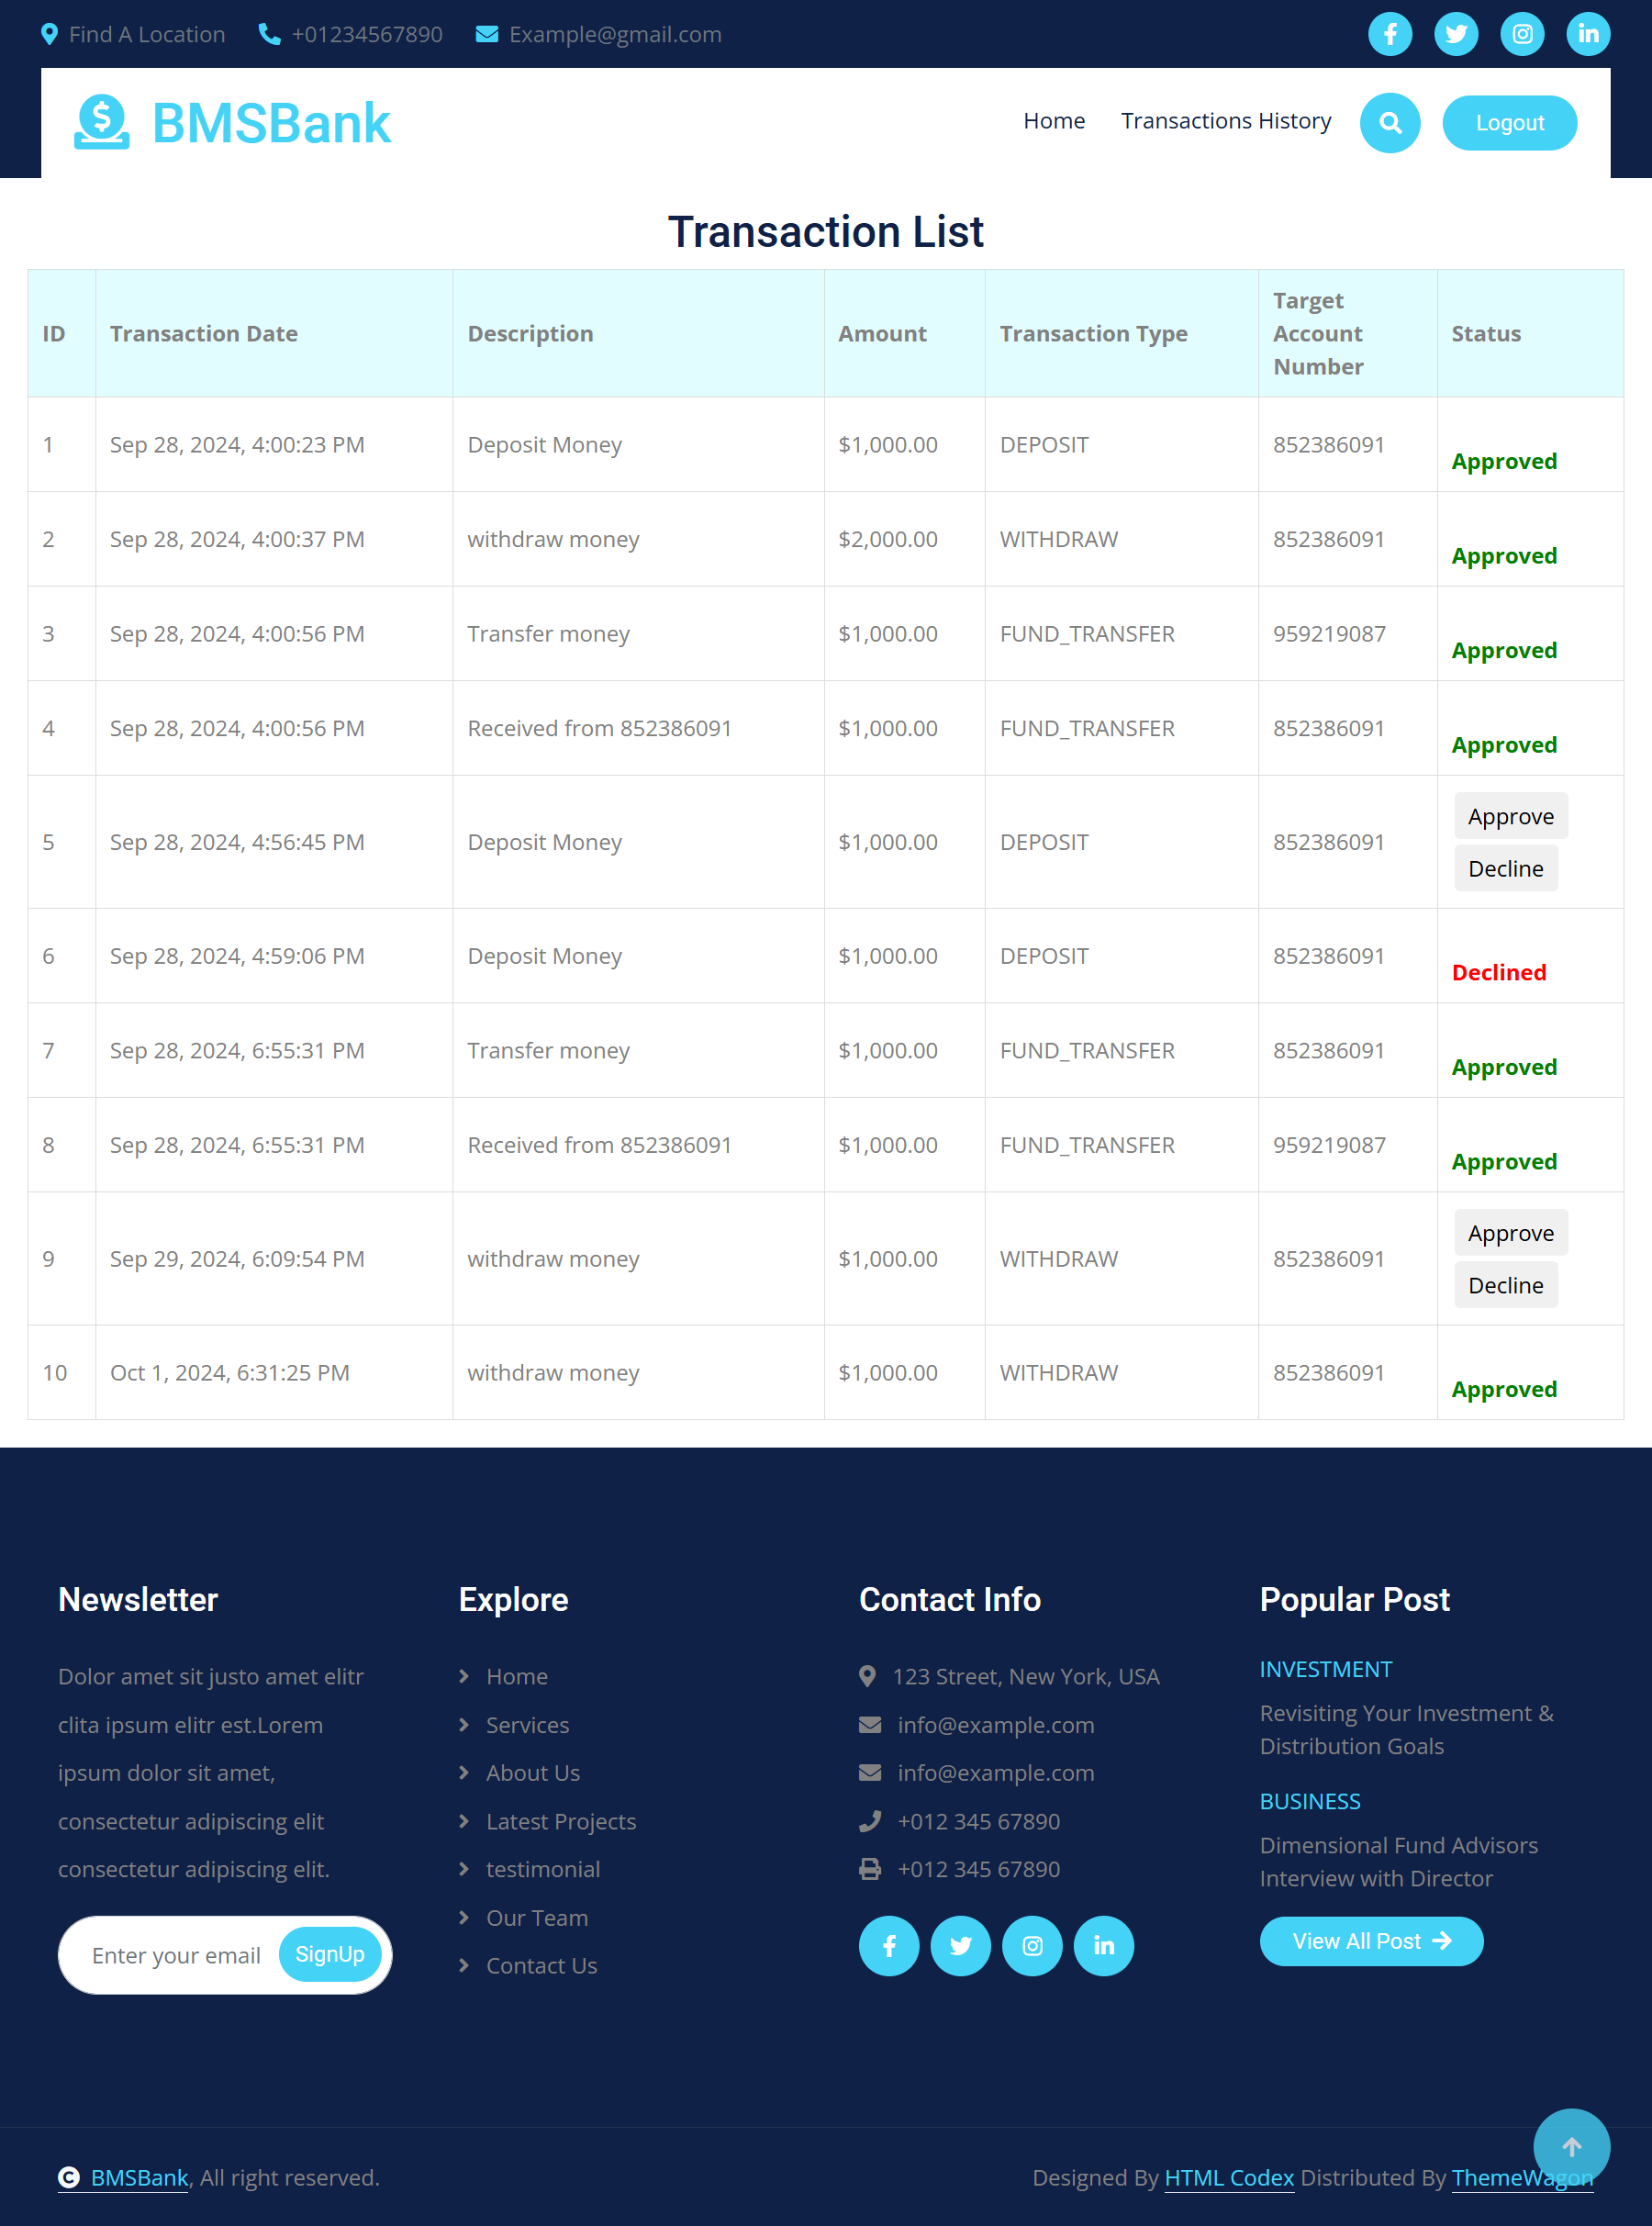 Find A Location +01234567890 Example@gmail.com
BMSBank Home Transactions History Logout
Transaction List
ID Transaction Date Description Amount Transaction Type Target Account Number Status
1 Sep 28, 2024, 4:00:23 PM Deposit Money $1,000.00 DEPOSIT 852386091 Approved
2 Sep 28, 2024, 4:00:37 PM withdraw money $2,000.00 WITHDRAW 852386091 Approved
3 Sep 28, 2024, 4:00:56 PM Transfer money $1,000.00 FUND_TRANSFER 959219087 Approved
4 Sep 28, 2024, 4:00:56 PM Received from 852386091 $1,000.00 FUND_TRANSFER 852386091 Approved
5 Sep 28, 2024, 4:56:45 PM Deposit Money $1,000.00 DEPOSIT 852386091 Approve Decline
6 Sep 28, 2024, 4:59:06 PM Deposit Money $1,000.00 DEPOSIT 852386091 Declined
7 Sep 28, 2024, 6:55:31 PM Transfer money $1,000.00 FUND_TRANSFER 852386091 Approved
8 Sep 28, 2024, 6:55:31 PM Received from 852386091 $1,000.00 FUND_TRANSFER 959219087 Approved
9 Sep 29, 2024, 6:09:54 PM withdraw money $1,000.00 WITHDRAW 852386091 Approve Decline
10 Oct 1, 2024, 6:31:25 PM withdraw money $1,000.00 WITHDRAW 852386091 Approved
Newsletter
Dolor amet sit justo amet elitr
clita ipsum elitr est.Lorem
ipsum dolor sit amet,
consectetur adipiscing elit
consectetur adipiscing elit.
Enter your email SignUp
Explore
Home
Services
About Us
Latest Projects
testimonial
Our Team
Contact Us
Contact Info
123 Street, New York, USA
info@example.com
info@example.com
+012 345 67890
+012 345 67890
Popular Post
INVESTMENT
Revisiting Your Investment &
Distribution Goals
BUSINESS
Dimensional Fund Advisors
Interview with Director
View All Post
BMSBank, All right reserved.
Designed By HTML Codex Distributed By ThemeWagon